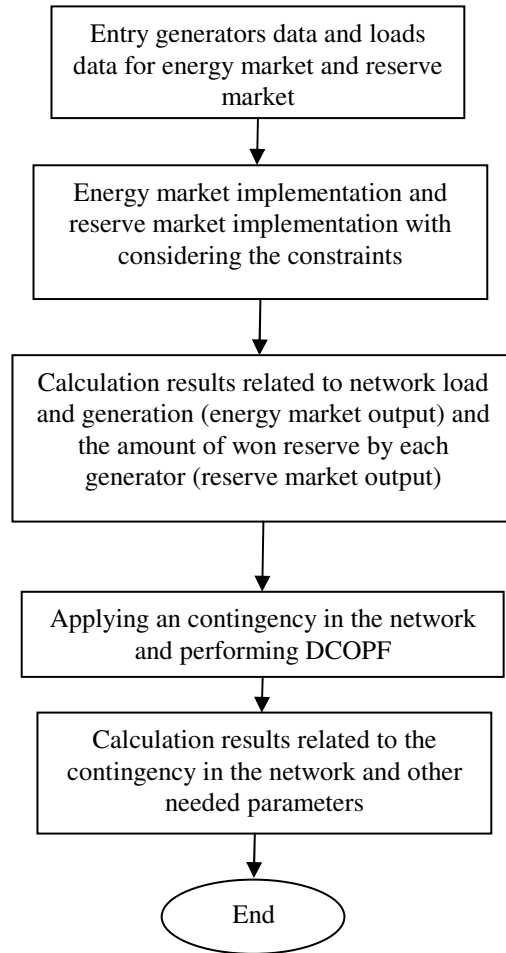 Entry generators data and loads
data for energy market and reserve
market
Energy market implementation and
reserve market implementation with
considering the constraints
Calculation results related to network load
and generation (energy market output) and
the amount of won reserve by each
generator (reserve market output)
Applying an contingency in the network
and performing DCOPF
Calculation results related to the
contingency in the network and other
needed parameters
End